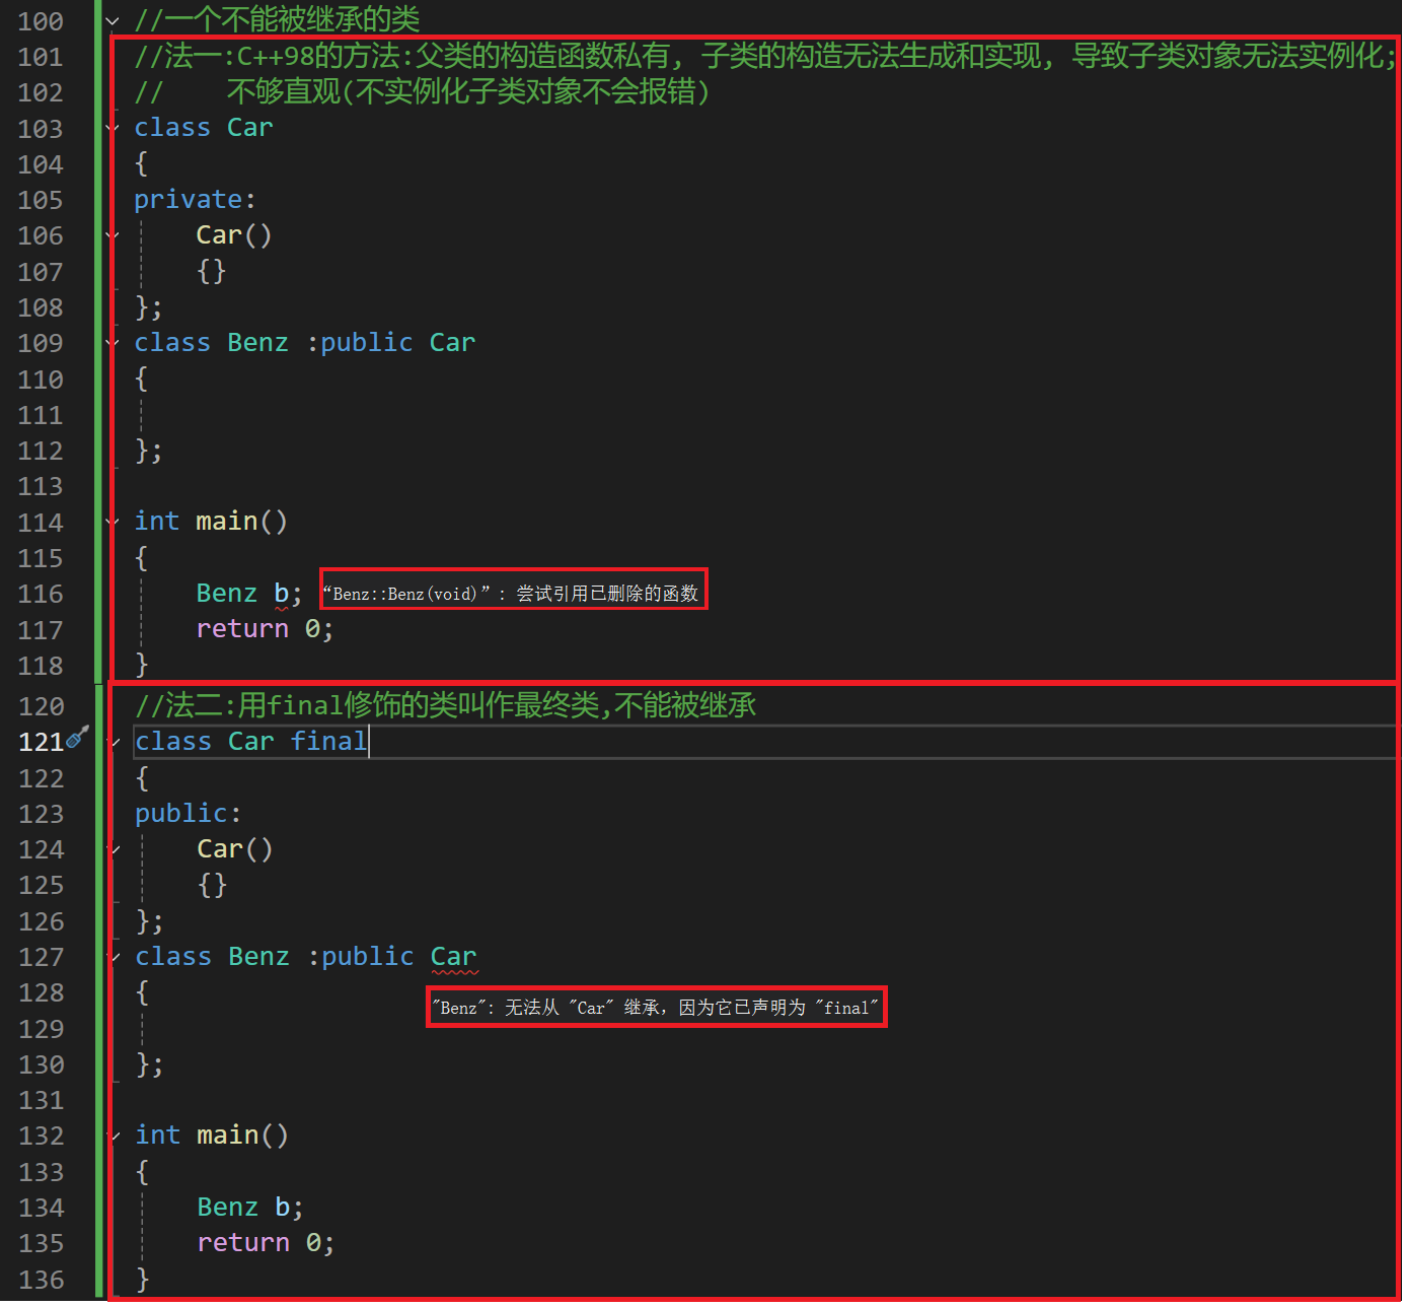 100 //一个不能被继承的类
101 //法一:C++98的方法:父类的构造函数私有, 子类的构造无法生成和实现, 导致子类对象无法实例化;
102 //    不够直观(不实例化子类对象不会报错)
103 class Car
104 {
105 private:
106     Car()
107     {}
108 };
109 class Benz :public Car
110 {
111
112 };
113
114 int main()
115 {
116     Benz b; “Benz::Benz(void)”: 尝试引用已删除的函数
117     return 0;
118 }
120 //法二:用final修饰的类叫作最终类,不能被继承
121 class Car final
122 {
123 public:
124     Car()
125     {}
126 };
127 class Benz :public Car
128 {
"Benz": 无法从 "Car" 继承, 因为它已声明为 "final"
129
130 };
131
132 int main()
133 {
134     Benz b;
135     return 0;
136 }